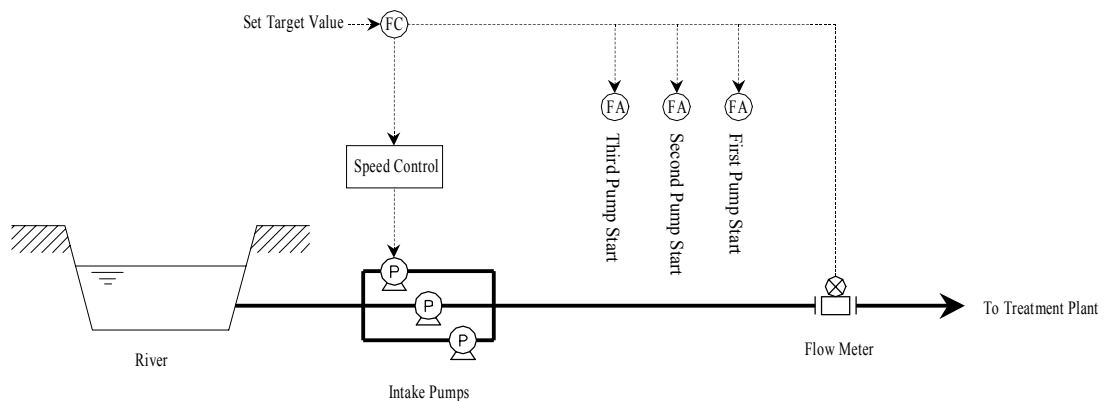 Set Target Value
FC
FA
FA
FA
Third Pump Start
Second Pump Start
First Pump Start
Speed Control
P
P
P
To Treatment Plant
River
Flow Meter
Intake Pumps